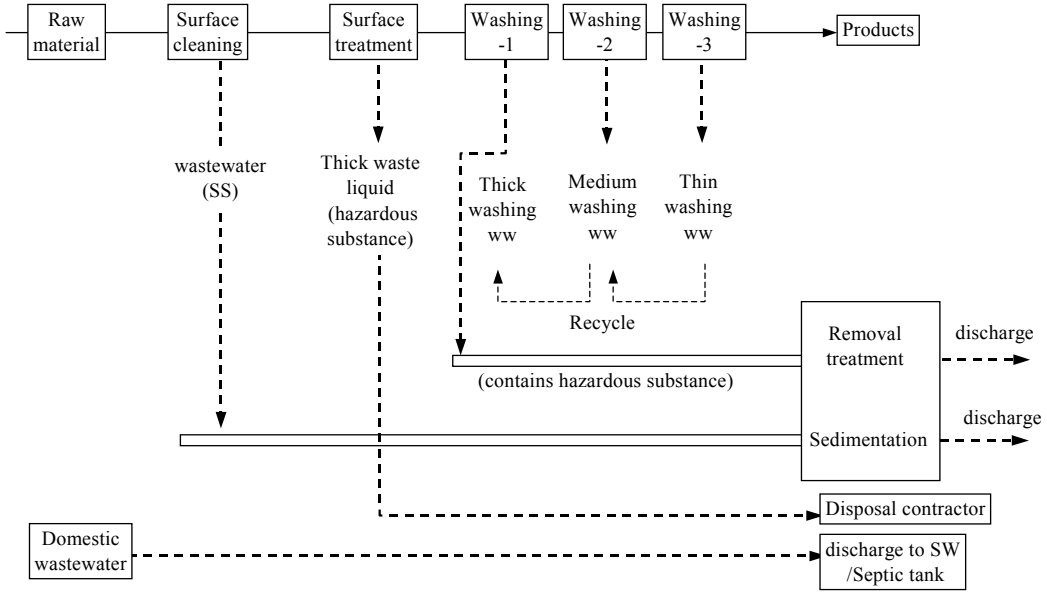 Raw
material
Surface
cleaning
Surface
treatment
Washing
-1
Washing
-2
Washing
-3
Products
wastewater
(SS)
Thick waste
liquid
(hazardous
substance)
Thick
washing
ww
Medium
washing
ww
Thin
washing
ww
Recycle
Removal
treatment
discharge
(contains hazardous substance)
Sedimentation
discharge
Disposal contractor
Domestic
wastewater
discharge to SW
/Septic tank